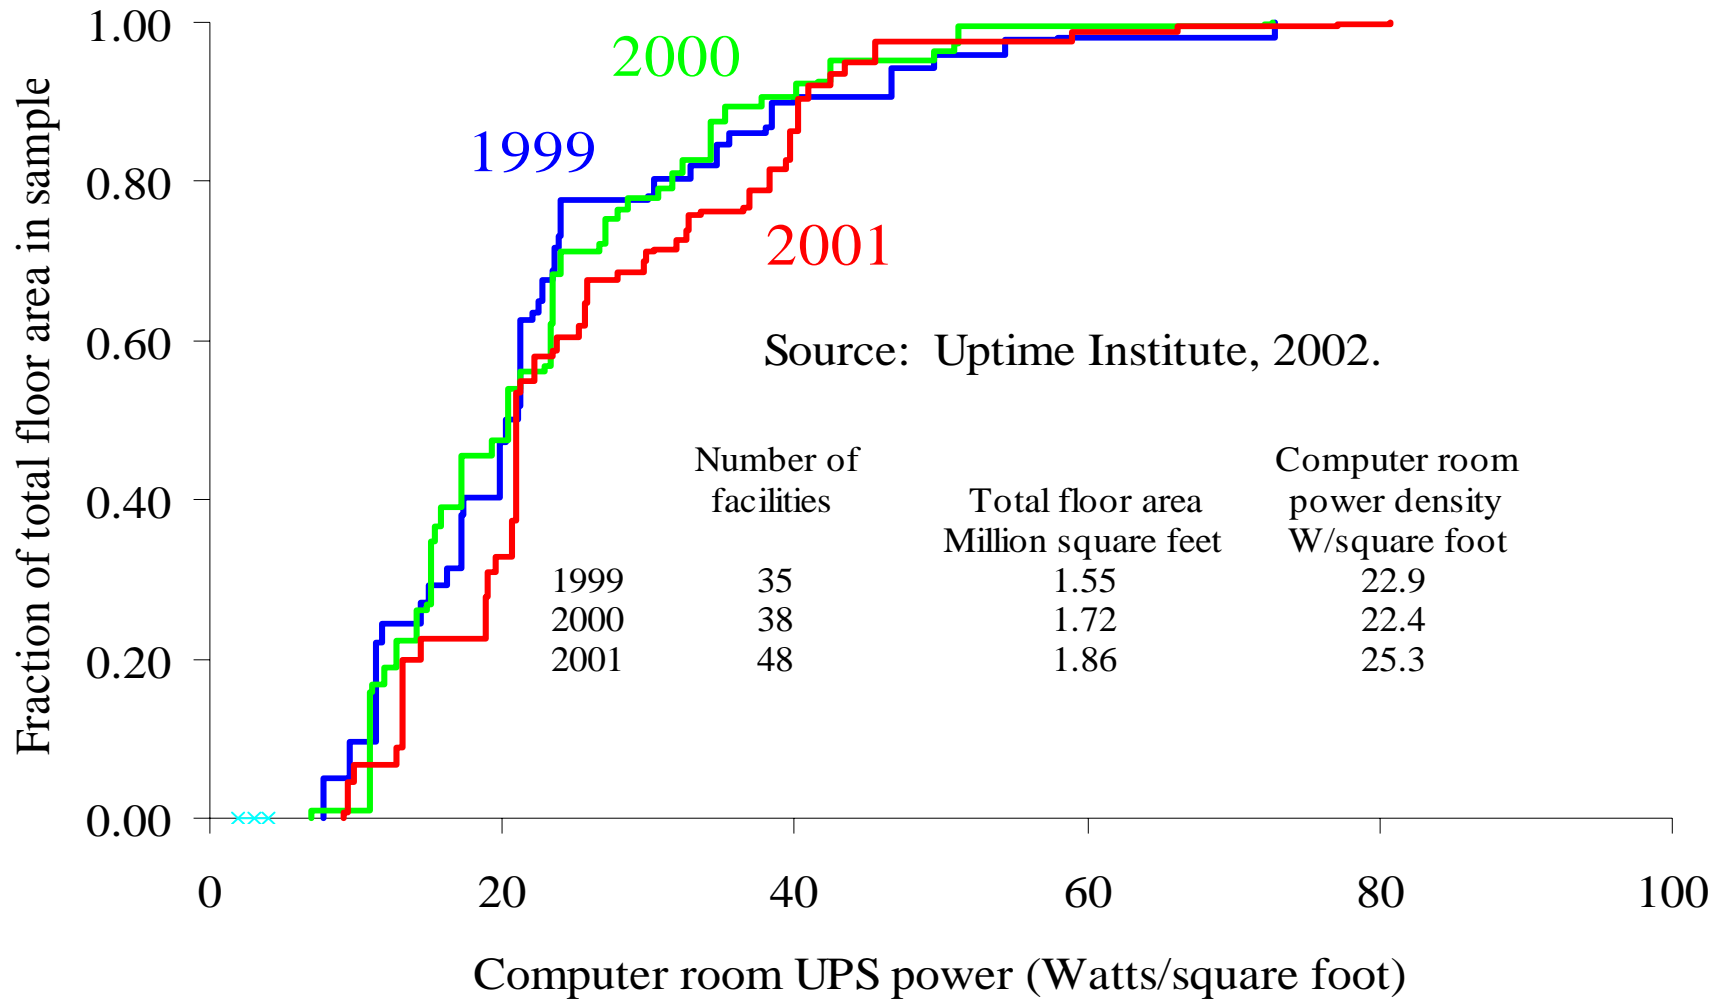 1.00
0.80
0.60
0.40
0.20
0.00
Fraction of total floor area in sample
2000
1999
2001
Source: Uptime Institute, 2002.
Number of facilities Total floor area Million square feet Computer room power density W/square foot
1999 35 1.55 22.9
2000 38 1.72 22.4
2001 48 1.86 25.3
0 20 40 60 80 100
Computer room UPS power (Watts/square foot)